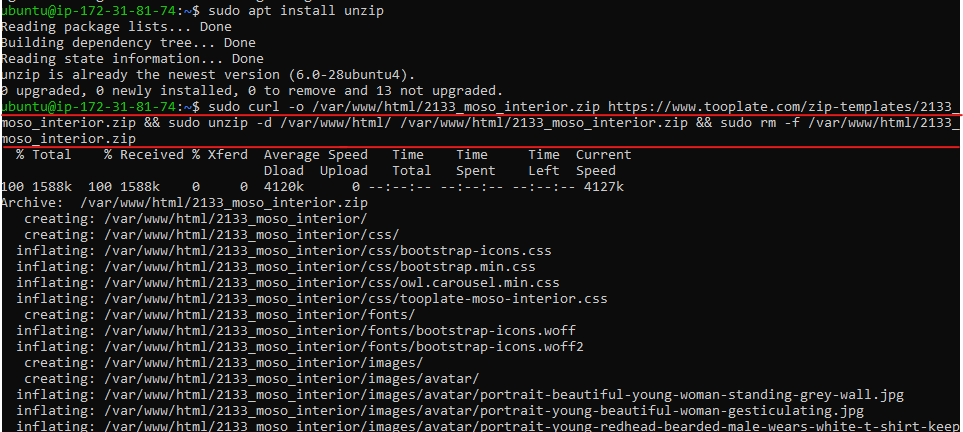 ubuntu@ip-172-31-81-74:~$ sudo apt install unzip
Reading package lists... Done
Building dependency tree... Done
Reading state information... Done
unzip is already the newest version (6.0-28ubuntu4).
0 upgraded, 0 newly installed, 0 to remove and 13 not upgraded.
ubuntu@ip-172-31-81-74:~$ sudo curl -o /var/www/html/2133_moso_interior.zip https://www.tooplate.com/zip-templates/2133_
moso_interior.zip && sudo unzip -d /var/www/html/ /var/www/html/2133_moso_interior.zip && sudo rm -f /var/www/html/2133_
moso_interior.zip
% Total % Received % Xferd Average Speed Time Time Time Current
Dload Upload Total Spent Left Speed
100 1588k 100 1588k 0 0 4120k 0 --:--:-- --:--:-- --:--:-- 4127k
Archive: /var/www/html/2133_moso_interior.zip
creating: /var/www/html/2133_moso_interior/
creating: /var/www/html/2133_moso_interior/css/
inflating: /var/www/html/2133_moso_interior/css/bootstrap-icons.css
inflating: /var/www/html/2133_moso_interior/css/bootstrap.min.css
inflating: /var/www/html/2133_moso_interior/css/owl.carousel.min.css
inflating: /var/www/html/2133_moso_interior/css/tooplate-moso-interior.css
creating: /var/www/html/2133_moso_interior/fonts/
inflating: /var/www/html/2133_moso_interior/fonts/bootstrap-icons.woff
inflating: /var/www/html/2133_moso_interior/fonts/bootstrap-icons.woff2
creating: /var/www/html/2133_moso_interior/images/
creating: /var/www/html/2133_moso_interior/images/avatar/
inflating: /var/www/html/2133_moso_interior/images/avatar/portrait-beautiful-young-woman-standing-grey-wall.jpg
inflating: /var/www/html/2133_moso_interior/images/avatar/portrait-young-beautiful-woman-gesticulating.jpg
inflating: /var/www/html/2133_moso_interior/images/avatar/portrait-young-redhead-bearded-male-wears-white-t-shirt-keep